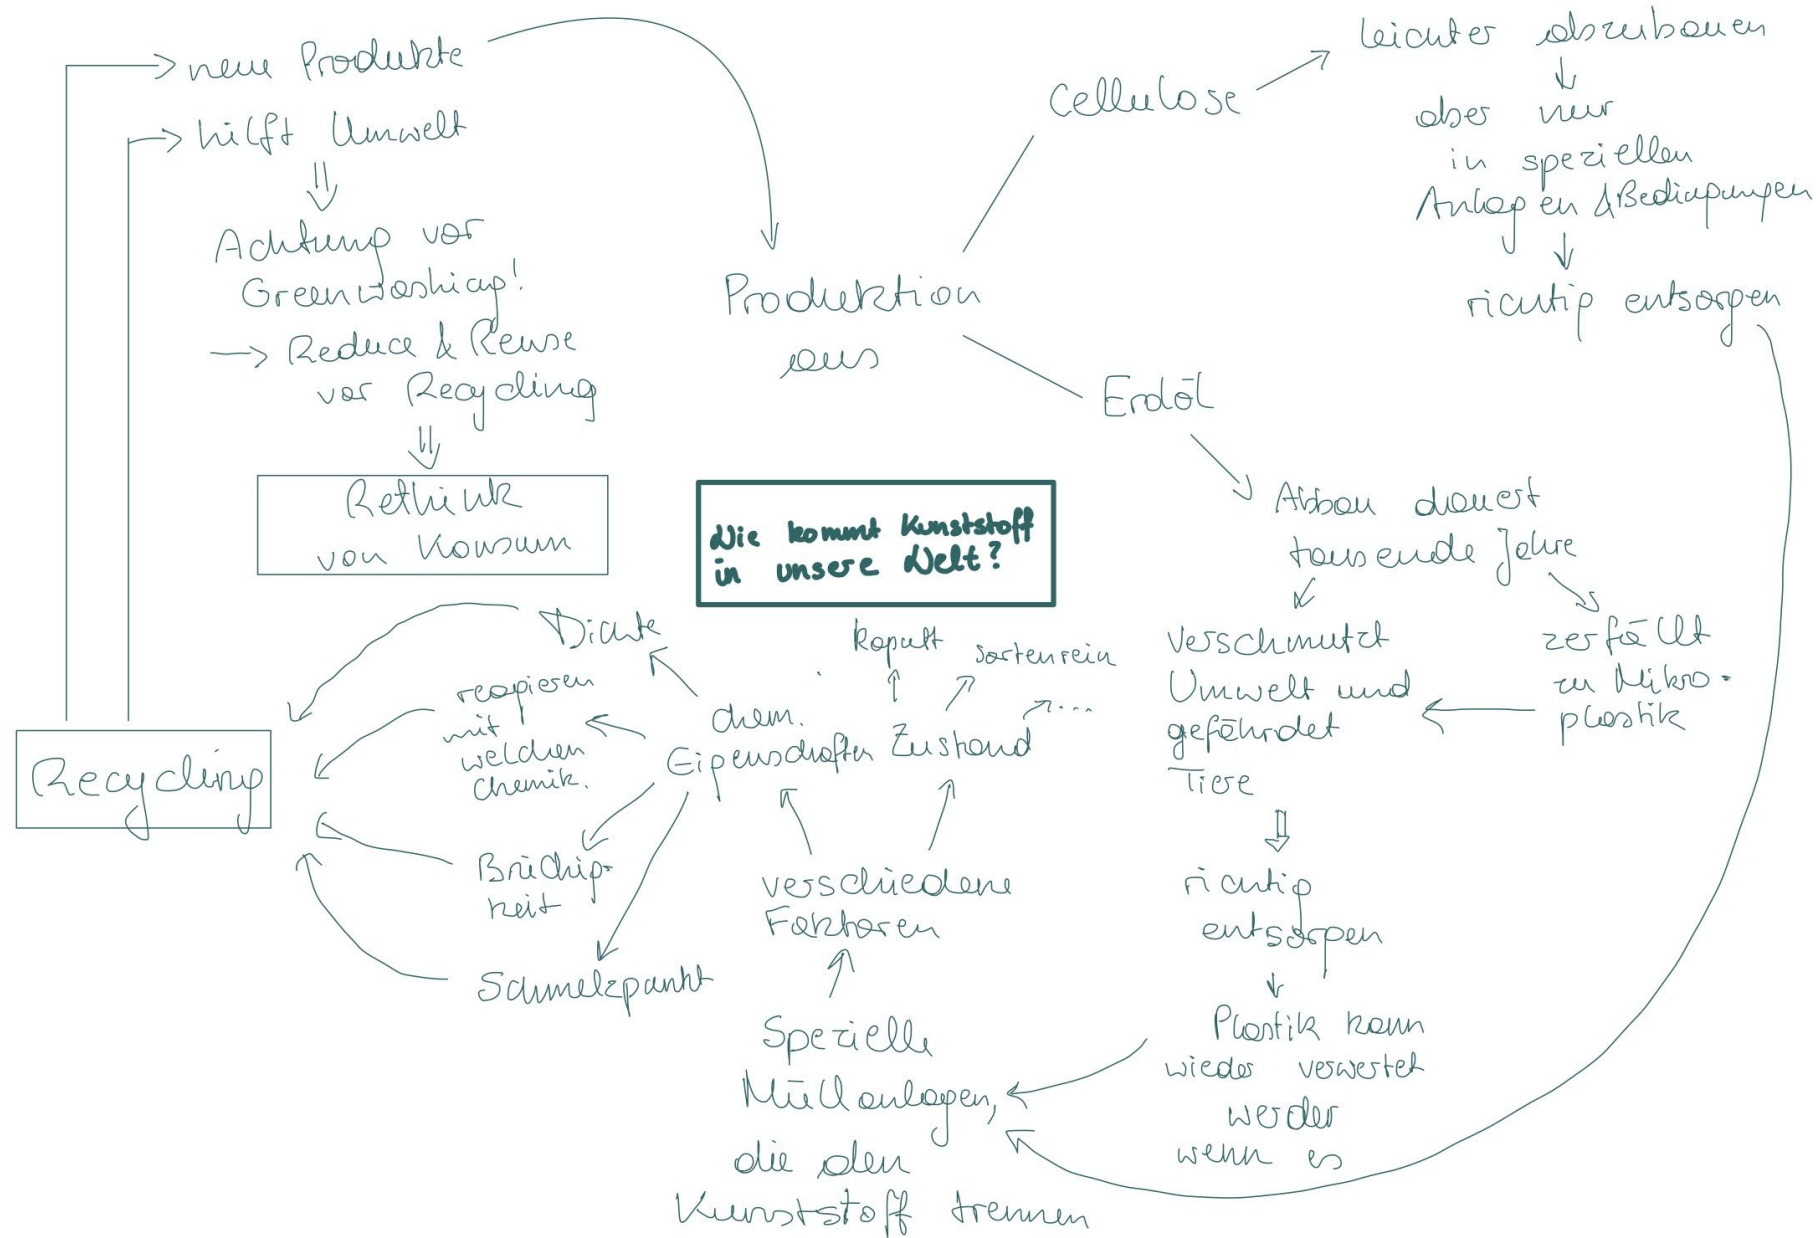 neue Produkte
hilft Umwelt
Achtung vor
Greenwashing!
Reduce & Reuse
vor Recycling
Rethink
von Konsum
Produktion
aus
Cellulose
leichter abzubauen
aber nur
in speziellen
Anlagen & Bedingungen
richtig entsorgen
Erdöl
Abbau dauert
tausende Jahre
verschmutzt
Umwelt und
gefährdet
Tiere
zerfällt
zu Mikro-
plastik
richtig
entsorgen
Plastik kann
wieder verwertet
werden
wenn es
Spezielle
Müllanlagen,
die den
Kunststoff trennen
verschiedene
Faktoren
chem.
Eigenschaften
Zustand
kaputt
sortenrein
...
Dichte
reagieren
mit
welchen
Chemik.
Brüchig-
keit
Schmelzpunkt
Recycling
Wie kommt Kunststoff
in unsere Welt?